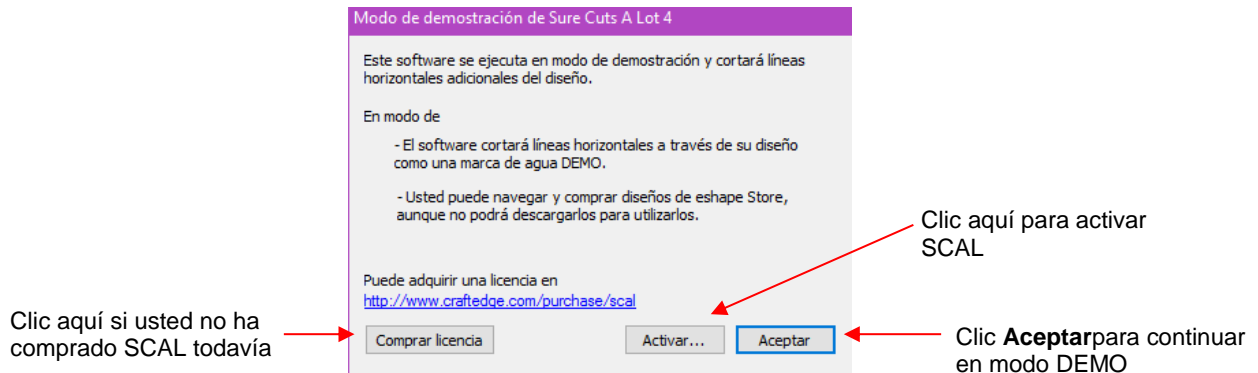 Modo de demostración de Sure Cuts A Lot 4
Este software se ejecuta en modo de demostración y cortará líneas
horizontales adicionales del diseño.
En modo de
- El software cortará líneas horizontales a través de su diseño
como una marca de agua DEMO.
- Usted puede navegar y comprar diseños de eshape Store,
aunque no podrá descargarlos para utilizarlos.
Clic aquí para activar
SCAL
Puede adquirir una licencia en
http://www.craftedge.com/purchase/scal
Clic aquí si usted no ha
comprado SCAL todavía
Comprar licencia
Activar...
Aceptar
Clic Aceptarpara continuar
en modo DEMO